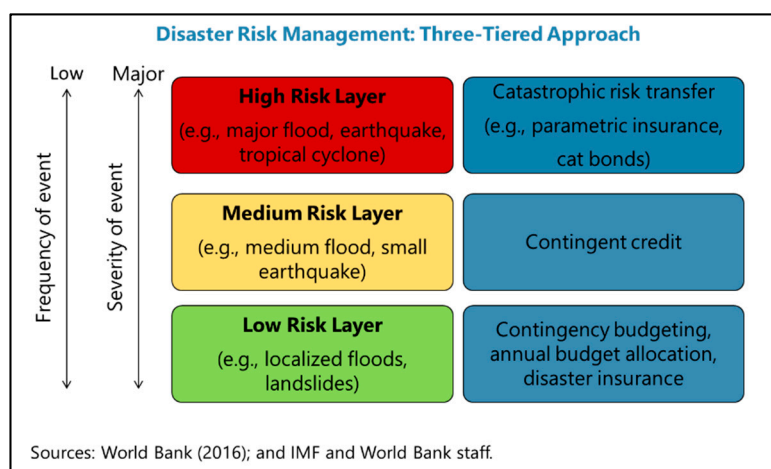 Disaster Risk Management: Three-Tiered Approach
Low
Major
Frequency of event
Severity of event
High Risk Layer
(e.g., major flood, earthquake,
tropical cyclone)
Catastrophic risk transfer
(e.g., parametric insurance,
cat bonds)
Medium Risk Layer
(e.g., medium flood, small
earthquake)
Contingent credit
Low Risk Layer
(e.g., localized floods,
landslides)
Contingency budgeting,
annual budget allocation,
disaster insurance
Sources: World Bank (2016); and IMF and World Bank staff.